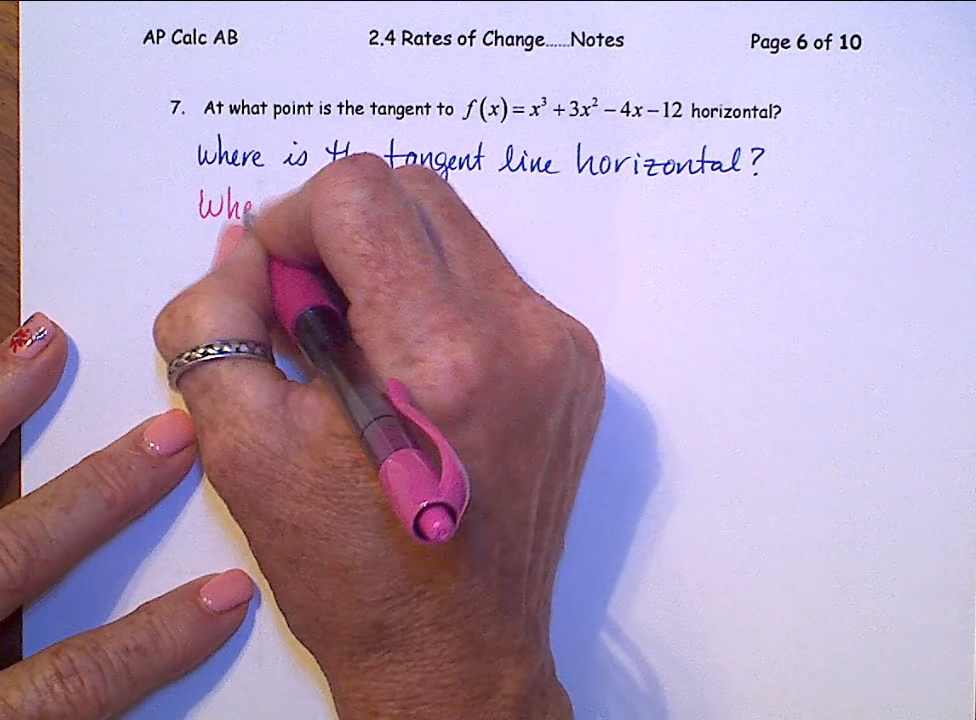 AP Calc AB 2.4 Rates of Change......Notes Page 6 of 10
7. At what point is the tangent to f(x) = x³ + 3x² − 4x − 12 horizontal?
Where is tangent line horizontal?